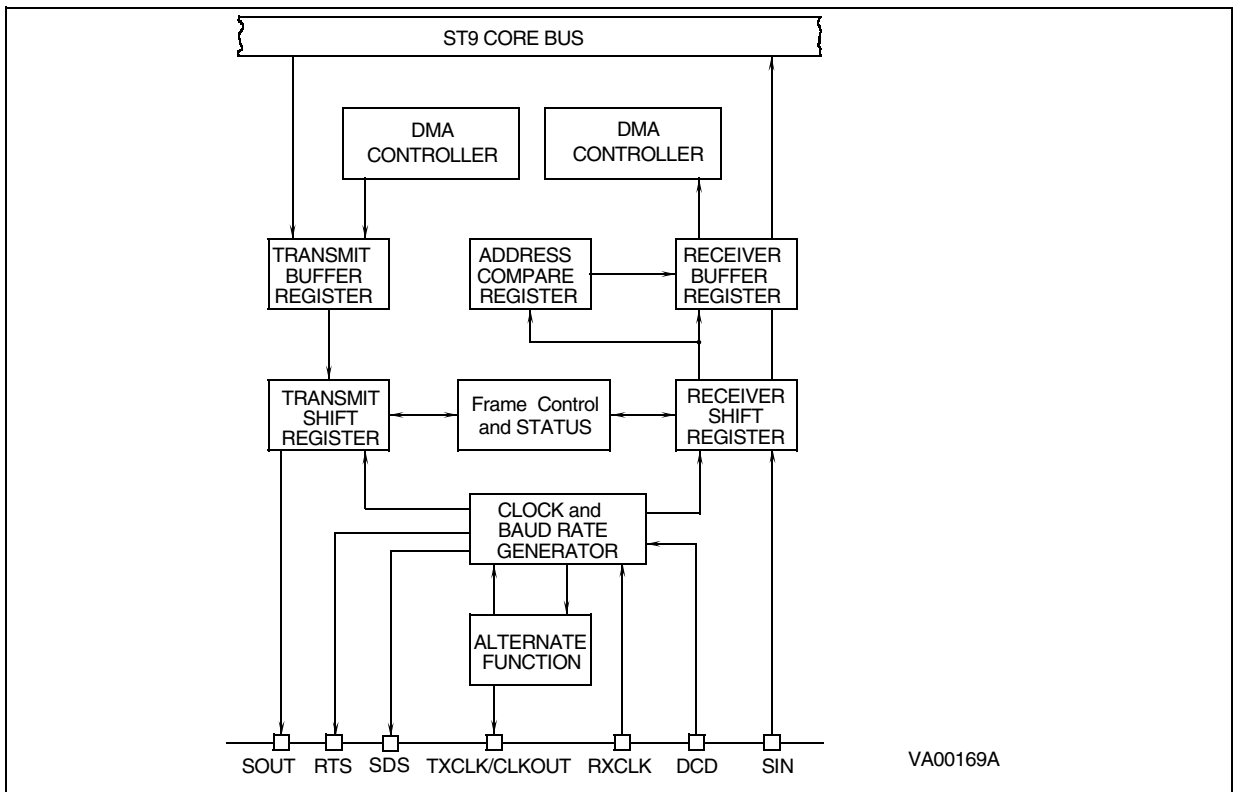 ST9 CORE BUS
DMA
CONTROLLER
DMA
CONTROLLER
TRANSMIT
BUFFER
REGISTER
ADDRESS
COMPARE
REGISTER
RECEIVER
BUFFER
REGISTER
TRANSMIT
SHIFT
REGISTER
Frame Control
and STATUS
RECEIVER
SHIFT
REGISTER
CLOCK and
BAUD RATE
GENERATOR
ALTERNATE
FUNCTION
SOUT RTS SDS TXCLK/CLKOUT RXCLK DCD SIN
VA00169A